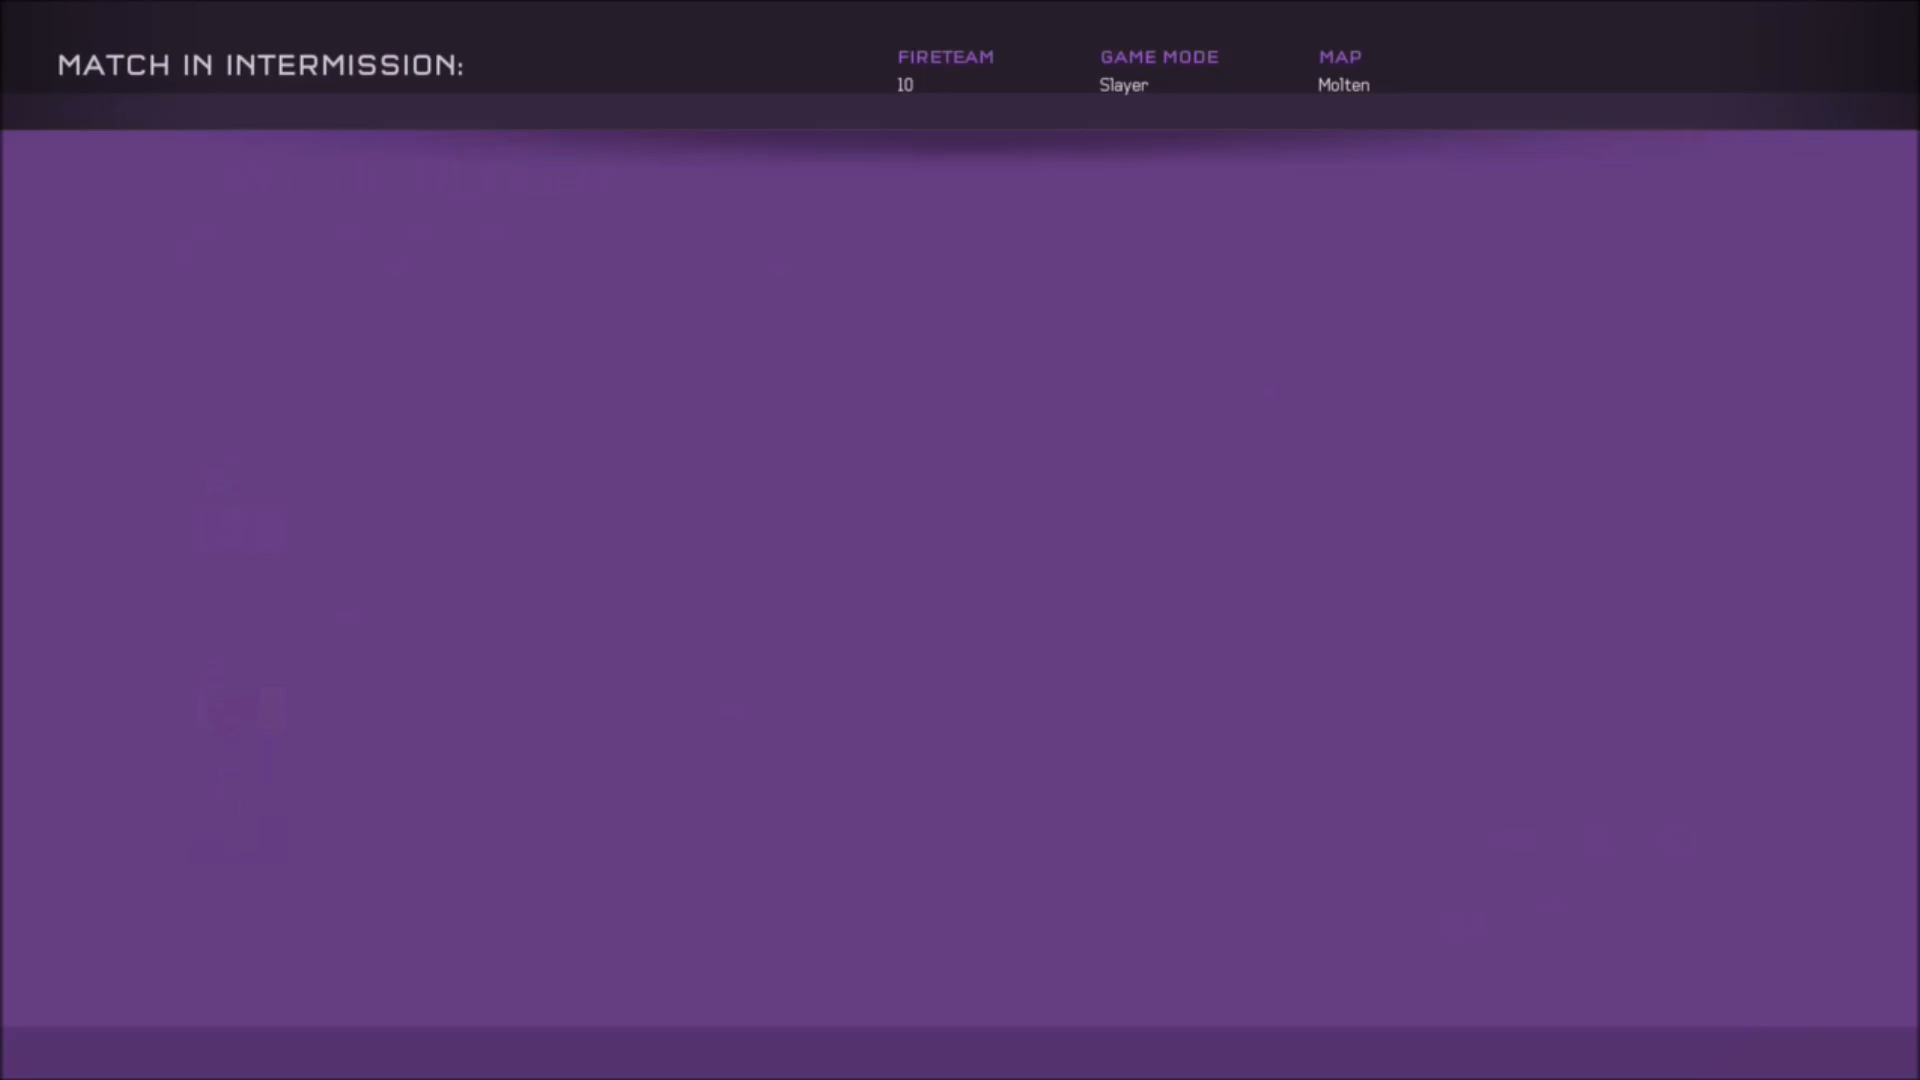 MATCH IN INTERMISSION:
FIRETEAM
10
GAME MODE
Slayer
MAP
Molten